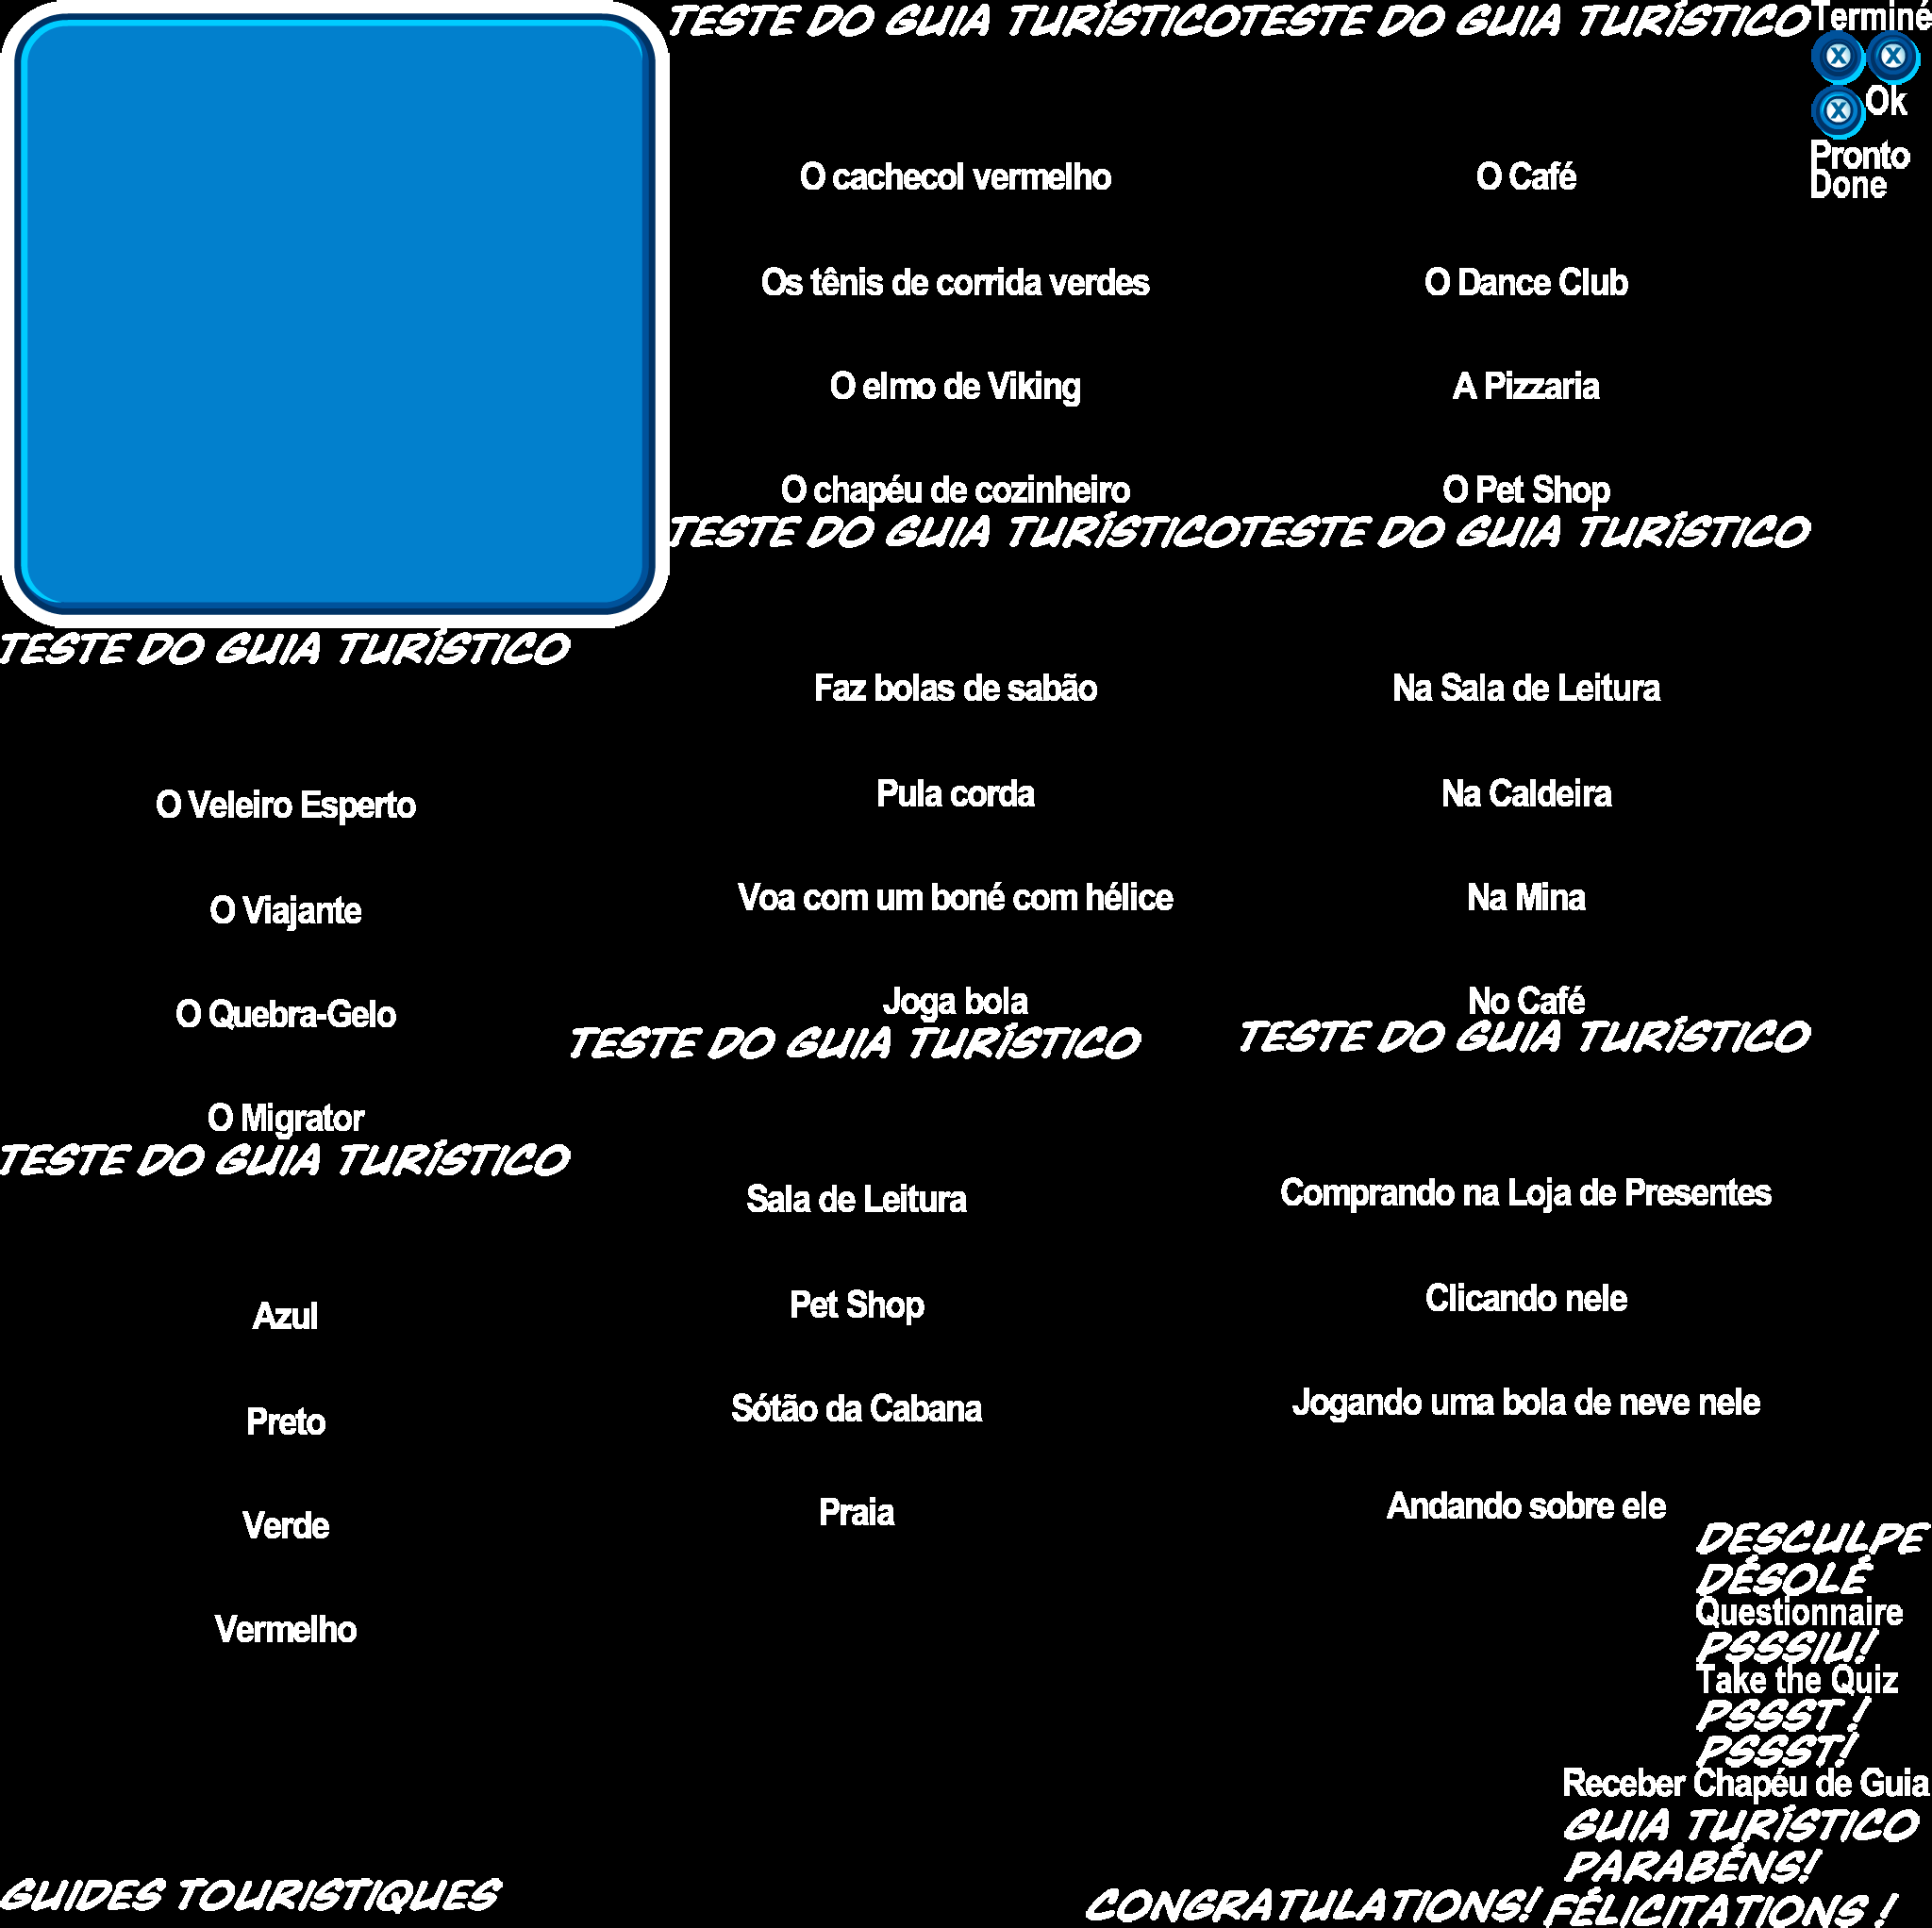 TESTE DO GUIA TURÍSTICO
O cachecol vermelho
Os tênis de corrida verdes
O elmo de Viking
O chapéu de cozinheiro
TESTE DO GUIA TURÍSTICO
O Café
O Dance Club
A Pizzaria
O Pet Shop
Terminé
X
X
X
Ok
Pronto
Done
TESTE DO GUIA TURÍSTICO
O Veleiro Esperto
O Viajante
O Quebra-Gelo
O Migrator
TESTE DO GUIA TURÍSTICO
Faz bolas de sabão
Pula corda
Voa com um boné com hélice
Joga bola
TESTE DO GUIA TURÍSTICO
Na Sala de Leitura
Na Caldeira
Na Mina
No Café
TESTE DO GUIA TURÍSTICO
Azul
Preto
Verde
Vermelho
TESTE DO GUIA TURÍSTICO
Sala de Leitura
Pet Shop
Sótão da Cabana
Praia
TESTE DO GUIA TURÍSTICO
Comprando na Loja de Presentes
Clicando nele
Jogando uma bola de neve nele
Andando sobre ele
DESCULPE
DÉSOLÉ
Questionnaire
PSSSIU!
Take the Quiz
PSSST !
PSSST!
Receber Chapéu de Guia
GUIA TURÍSTICO
PARABÉNS!
GUIDES TOURISTIQUES
CONGRATULATIONS!
FÉLICITATIONS !